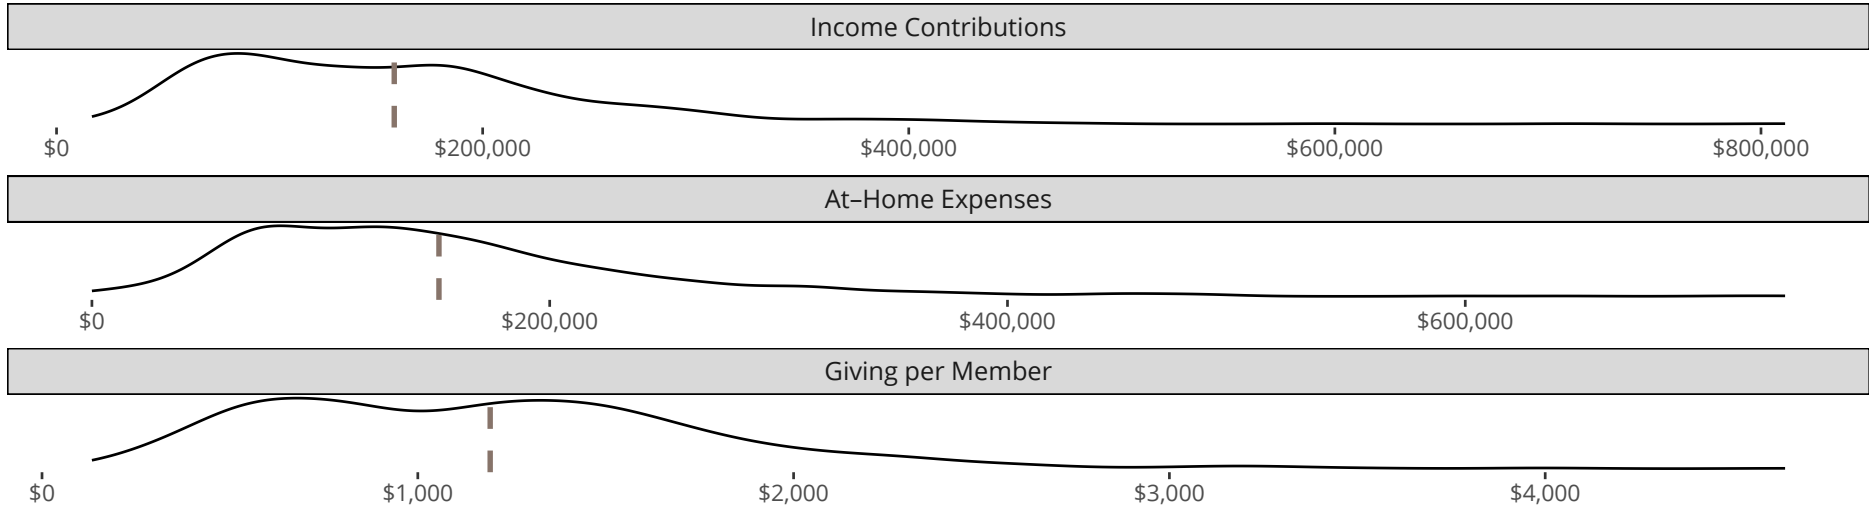 Income Contributions
$0 $200,000 $400,000 $600,000 $800,000
At–Home Expenses
$0 $200,000 $400,000 $600,000
Giving per Member
$0 $1,000 $2,000 $3,000 $4,000